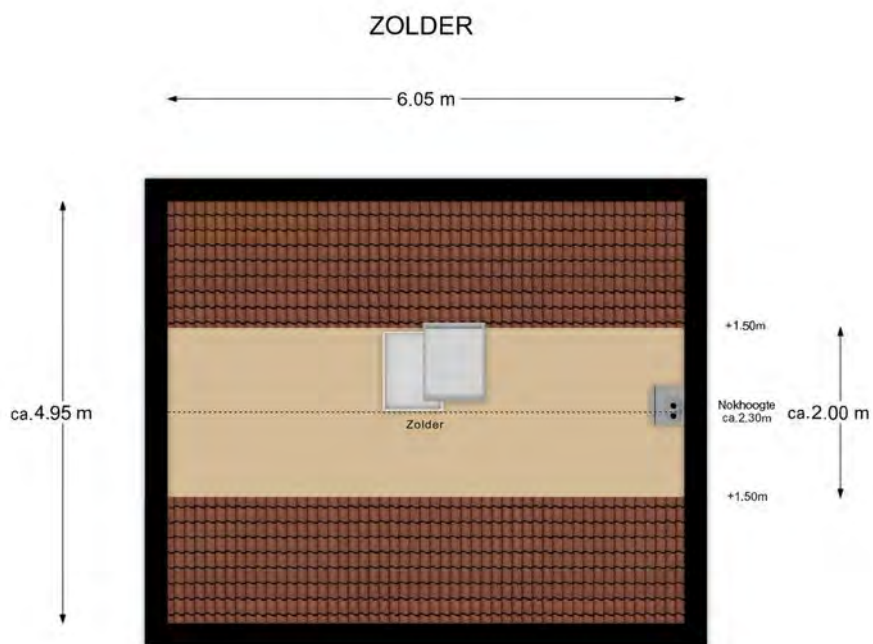 ZOLDER
6.05 m
+1.50m
ca.4.95 m
Nokhoogte
ca.2.30m
ca.2.00 m
Zolder
+1.50m